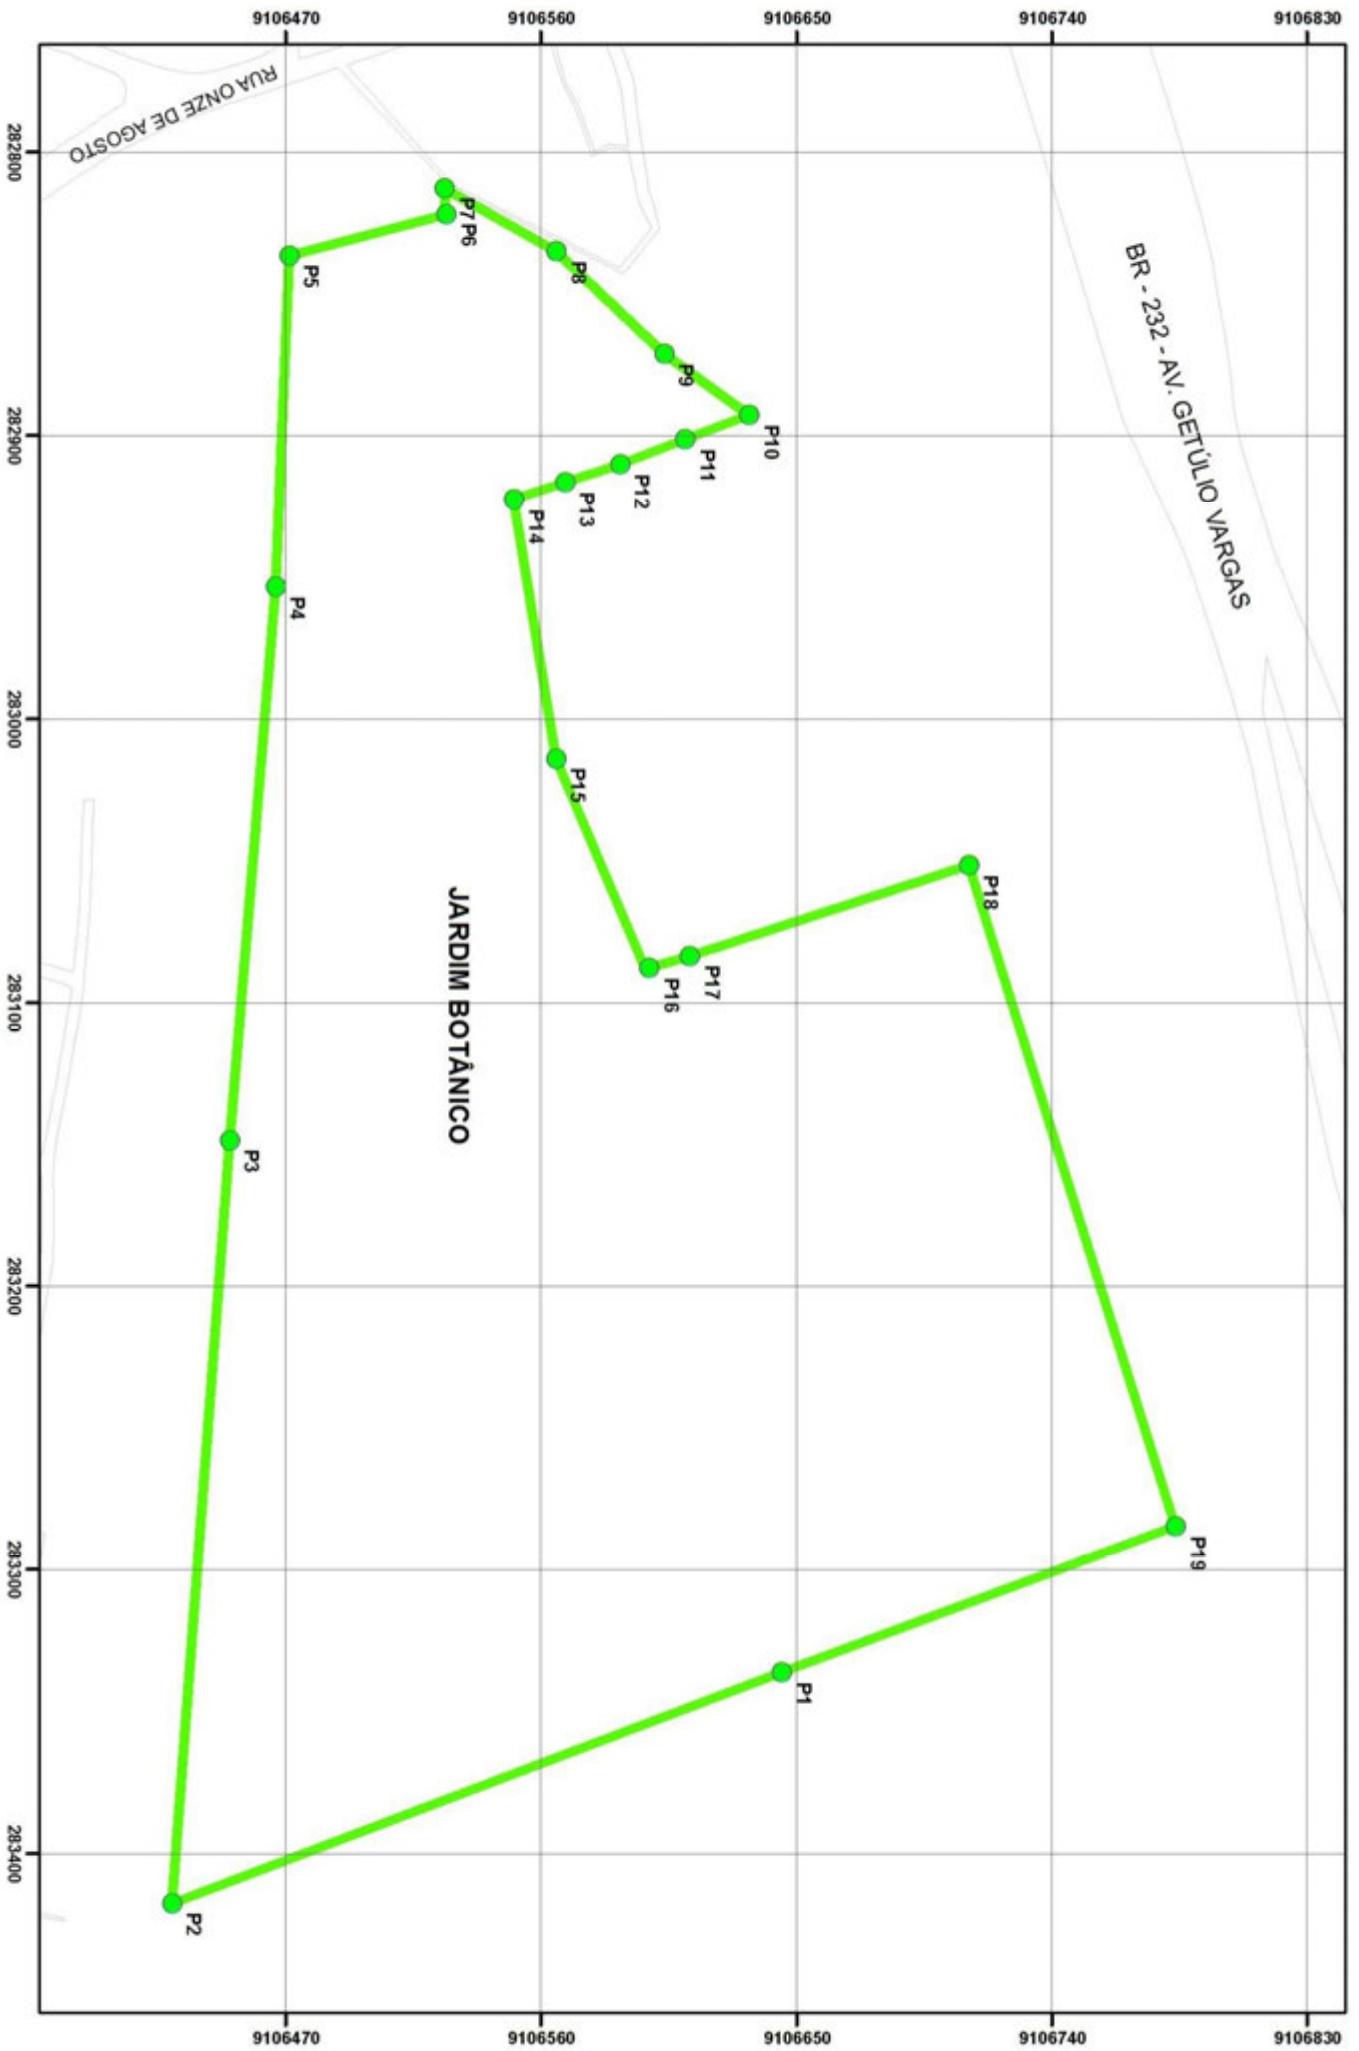 9106470 9106560 9106650 9106740 9106830
RUA ONZE DE AGOSTO
BR - 232 - AV. GETÚLIO VARGAS
282800
282900
283000
283100
283200
283300
283400
P7
P6
P8
P5
P9
P10
P11
P12
P13
P14
P4
P15
P18
P17
P16
JARDIM BOTÂNICO
P3
P19
P1
P2
9106470 9106560 9106650 9106740 9106830